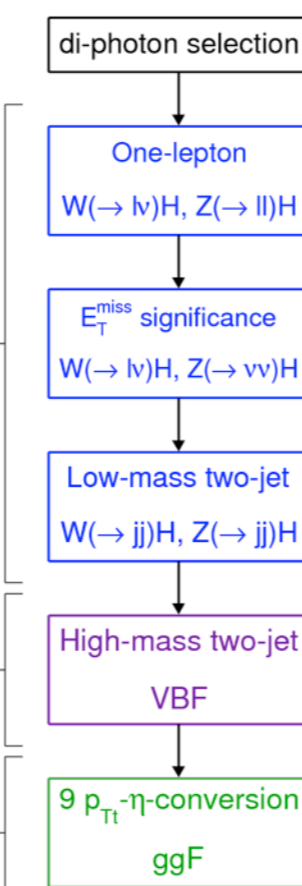 di-photon selection
One-lepton
W(→ lν)H, Z(→ ll)H
E_T^miss significance
W(→ lν)H, Z(→ νν)H
Low-mass two-jet
W(→ jj)H, Z(→ jj)H
High-mass two-jet
VBF
9 p_Tt-η-conversion
ggF